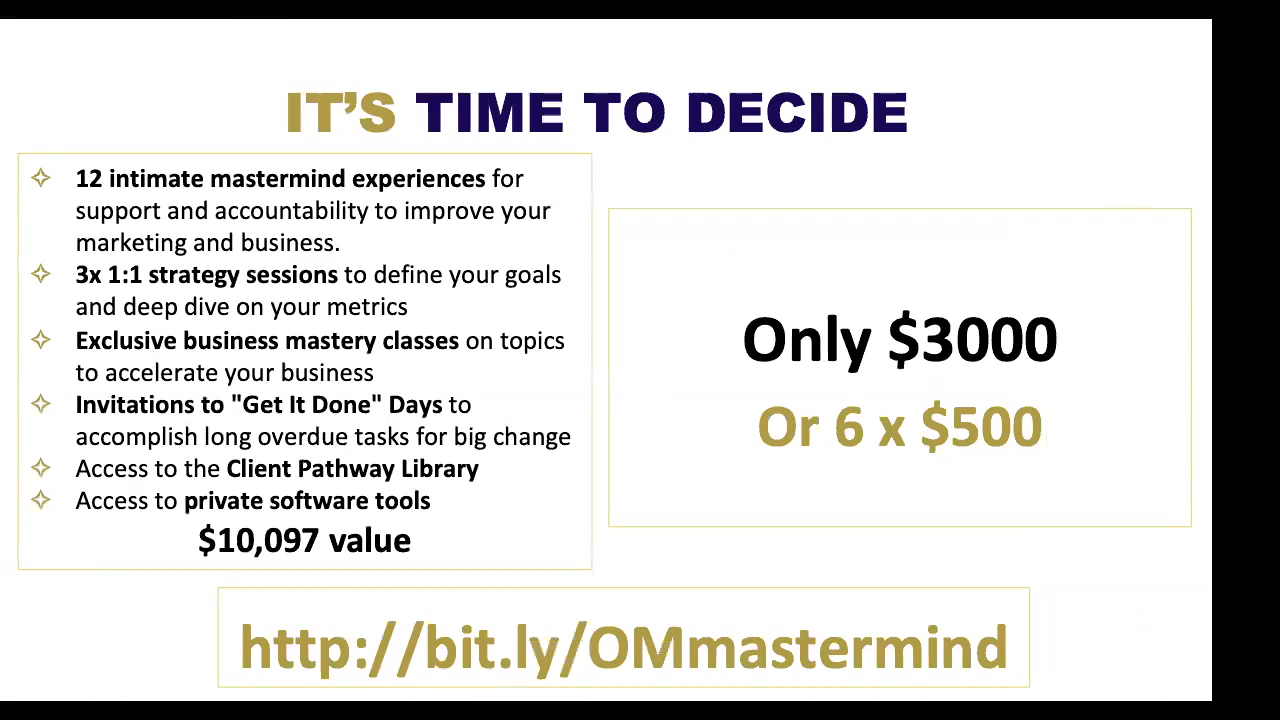 IT’S TIME TO DECIDE
12 intimate mastermind experiences for
support and accountability to improve your
marketing and business.
3x 1:1 strategy sessions to define your goals
and deep dive on your metrics
Exclusive business mastery classes on topics
to accelerate your business
Invitations to "Get It Done" Days to
accomplish long overdue tasks for big change
Access to the Client Pathway Library
Access to private software tools
$10,097 value
Only $3000
Or 6 x $500
http://bit.ly/OMmastermind